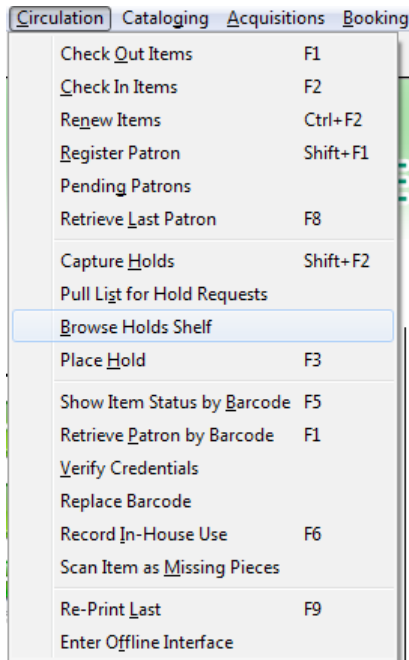 Circulation Cataloging Acquisitions Booking
Check Out Items F1
Check In Items F2
Renew Items Ctrl+F2
Register Patron Shift+F1
Pending Patrons
Retrieve Last Patron F8
Capture Holds Shift+F2
Pull List for Hold Requests
Browse Holds Shelf
Place Hold F3
Show Item Status by Barcode F5
Retrieve Patron by Barcode F1
Verify Credentials
Replace Barcode
Record In-House Use F6
Scan Item as Missing Pieces
Re-Print Last F9
Enter Offline Interface